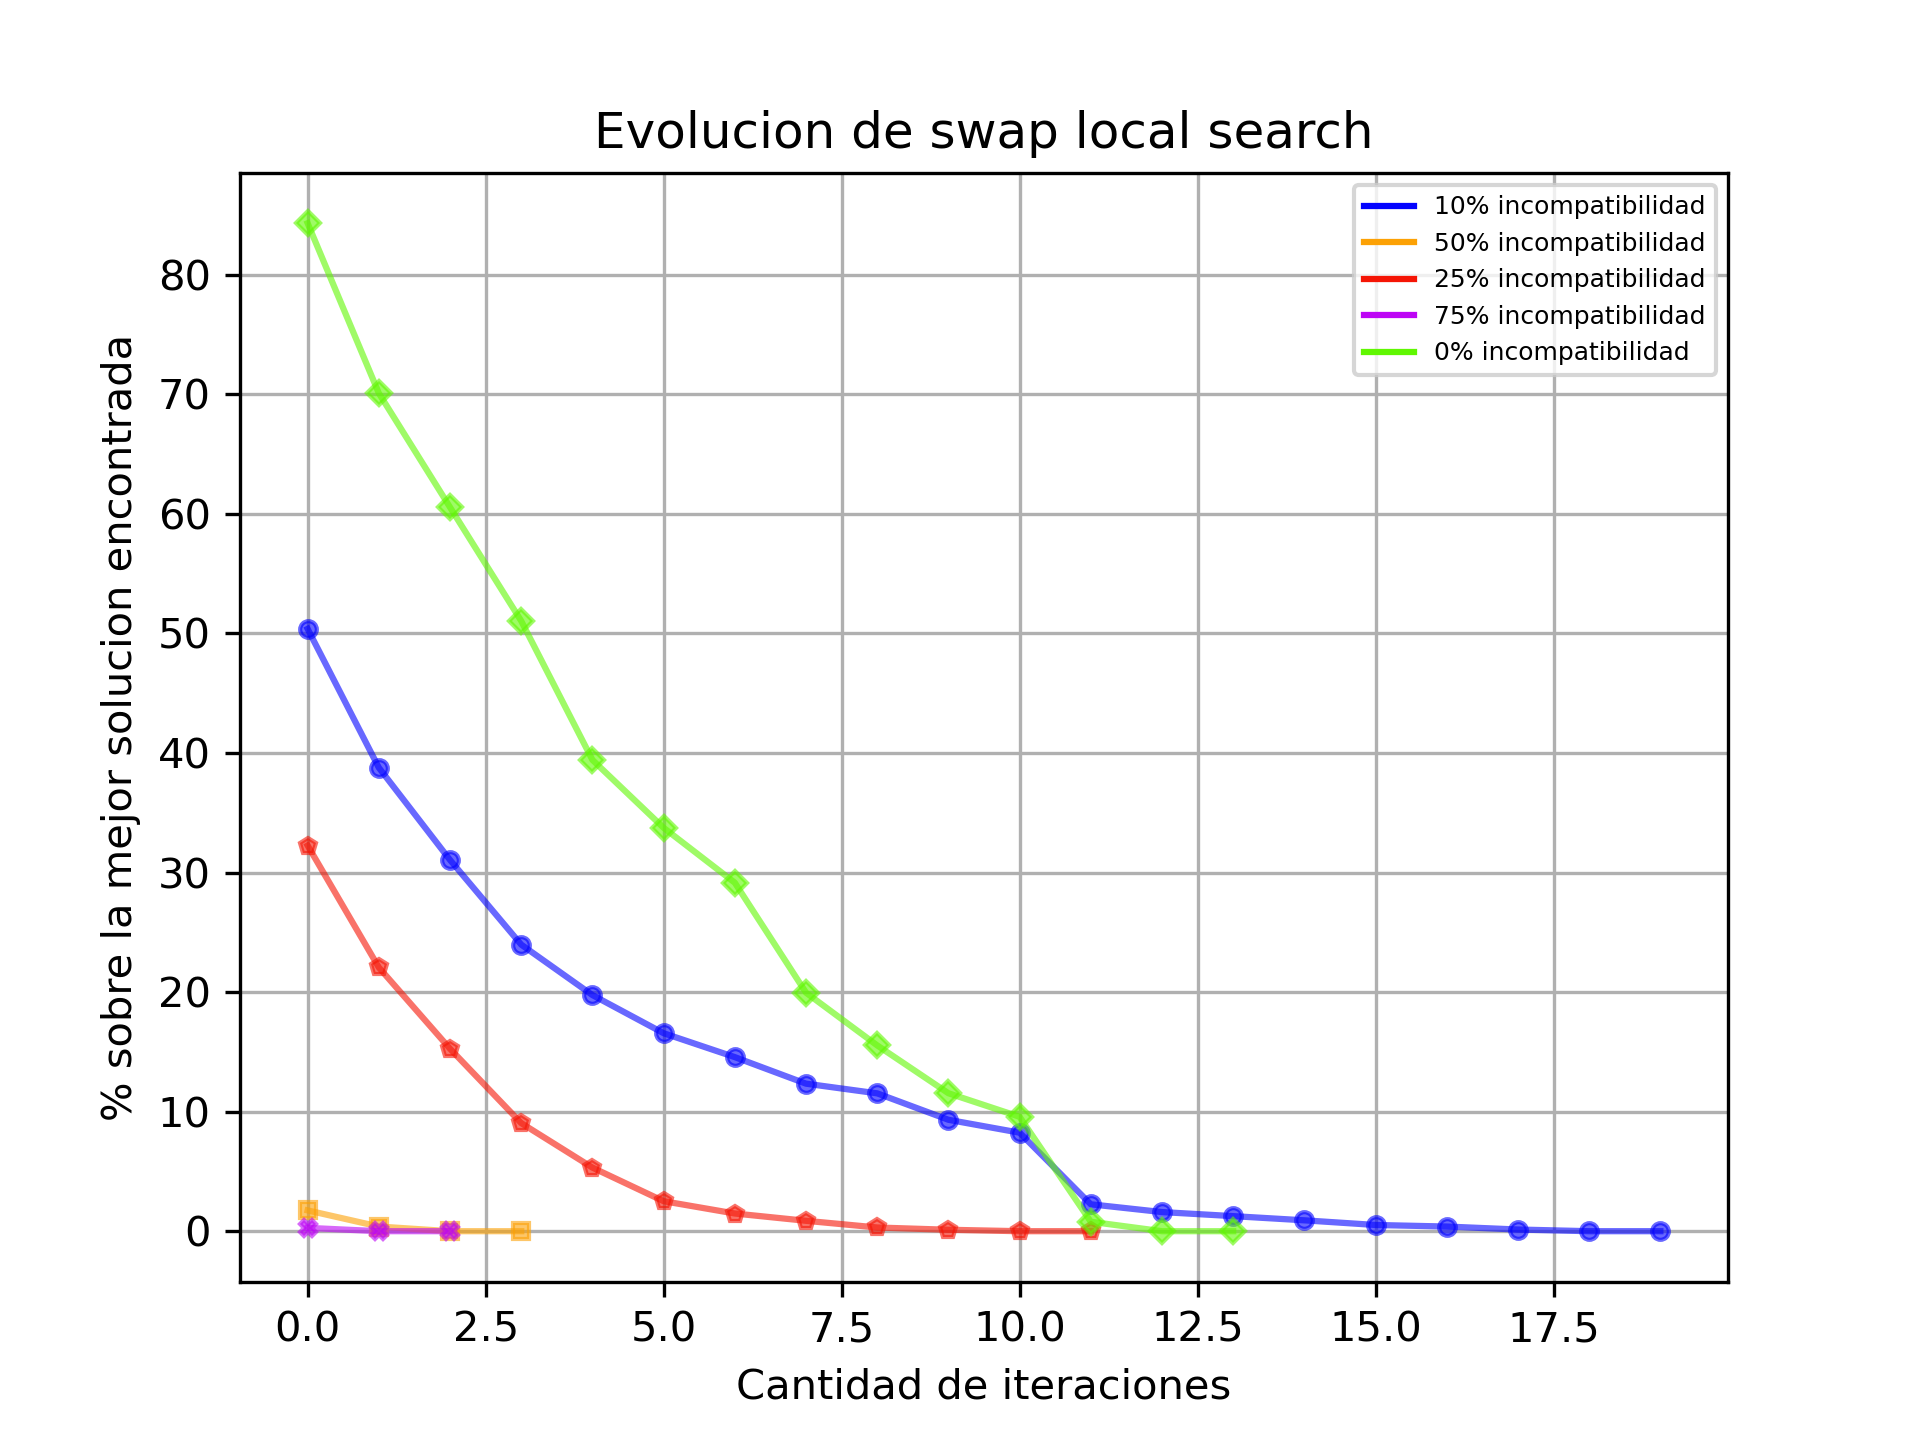 Evolucion de swap local search
10% incompatibilidad
50% incompatibilidad
25% incompatibilidad
75% incompatibilidad
0% incompatibilidad
% sobre la mejor solucion encontrada
80
70
60
50
40
30
20
10
0
0.0 2.5 5.0 7.5 10.0 12.5 15.0 17.5
Cantidad de iteraciones